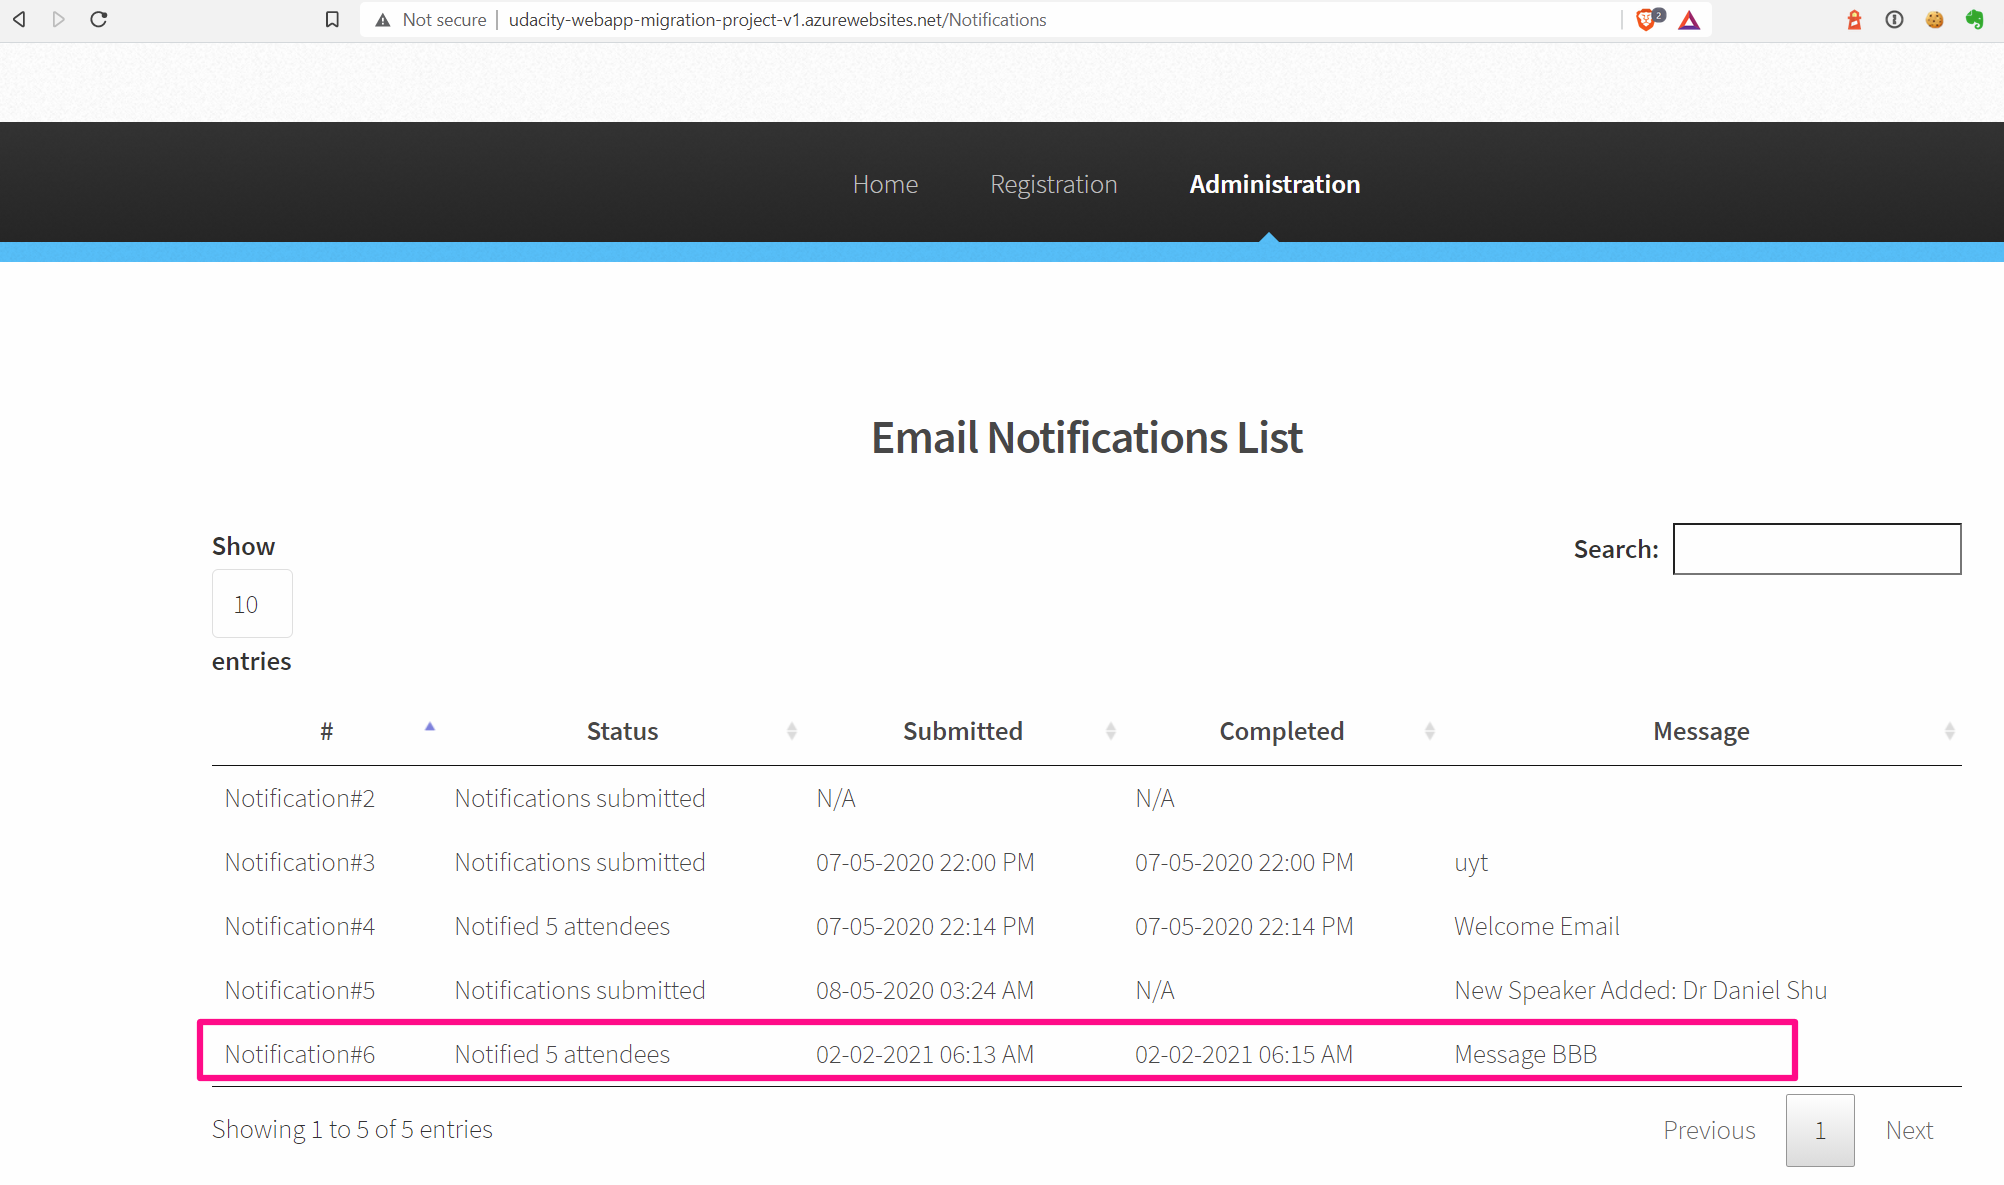 Not secure | udacity-webapp-migration-project-v1.azurewebsites.net/Notifications 2
Home Registration Administration
Email Notifications List
Show
Search:
10
entries
# Status Submitted Completed Message
Notification#2 Notifications submitted N/A N/A
Notification#3 Notifications submitted 07-05-2020 22:00 PM 07-05-2020 22:00 PM uyt
Notification#4 Notified 5 attendees 07-05-2020 22:14 PM 07-05-2020 22:14 PM Welcome Email
Notification#5 Notifications submitted 08-05-2020 03:24 AM N/A New Speaker Added: Dr Daniel Shu
Notification#6 Notified 5 attendees 02-02-2021 06:13 AM 02-02-2021 06:15 AM Message BBB
Showing 1 to 5 of 5 entries
Previous 1 Next